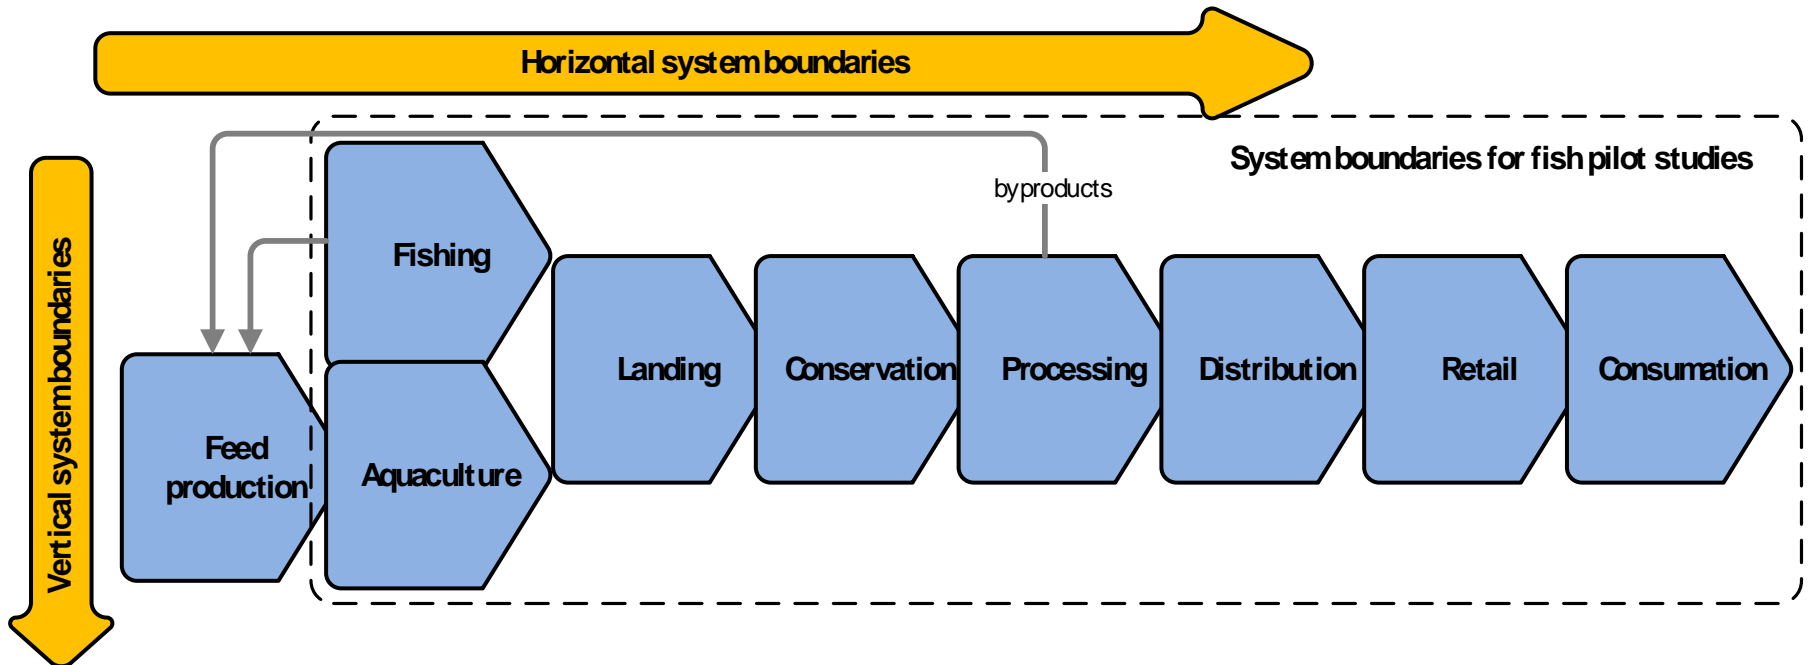 Horizontal system boundaries
System boundaries for fish pilot studies
byproducts
Vertical system boundaries
Fishing
Landing
Conservation
Processing
Distribution
Retail
Consumation
Feed
production
Aquaculture